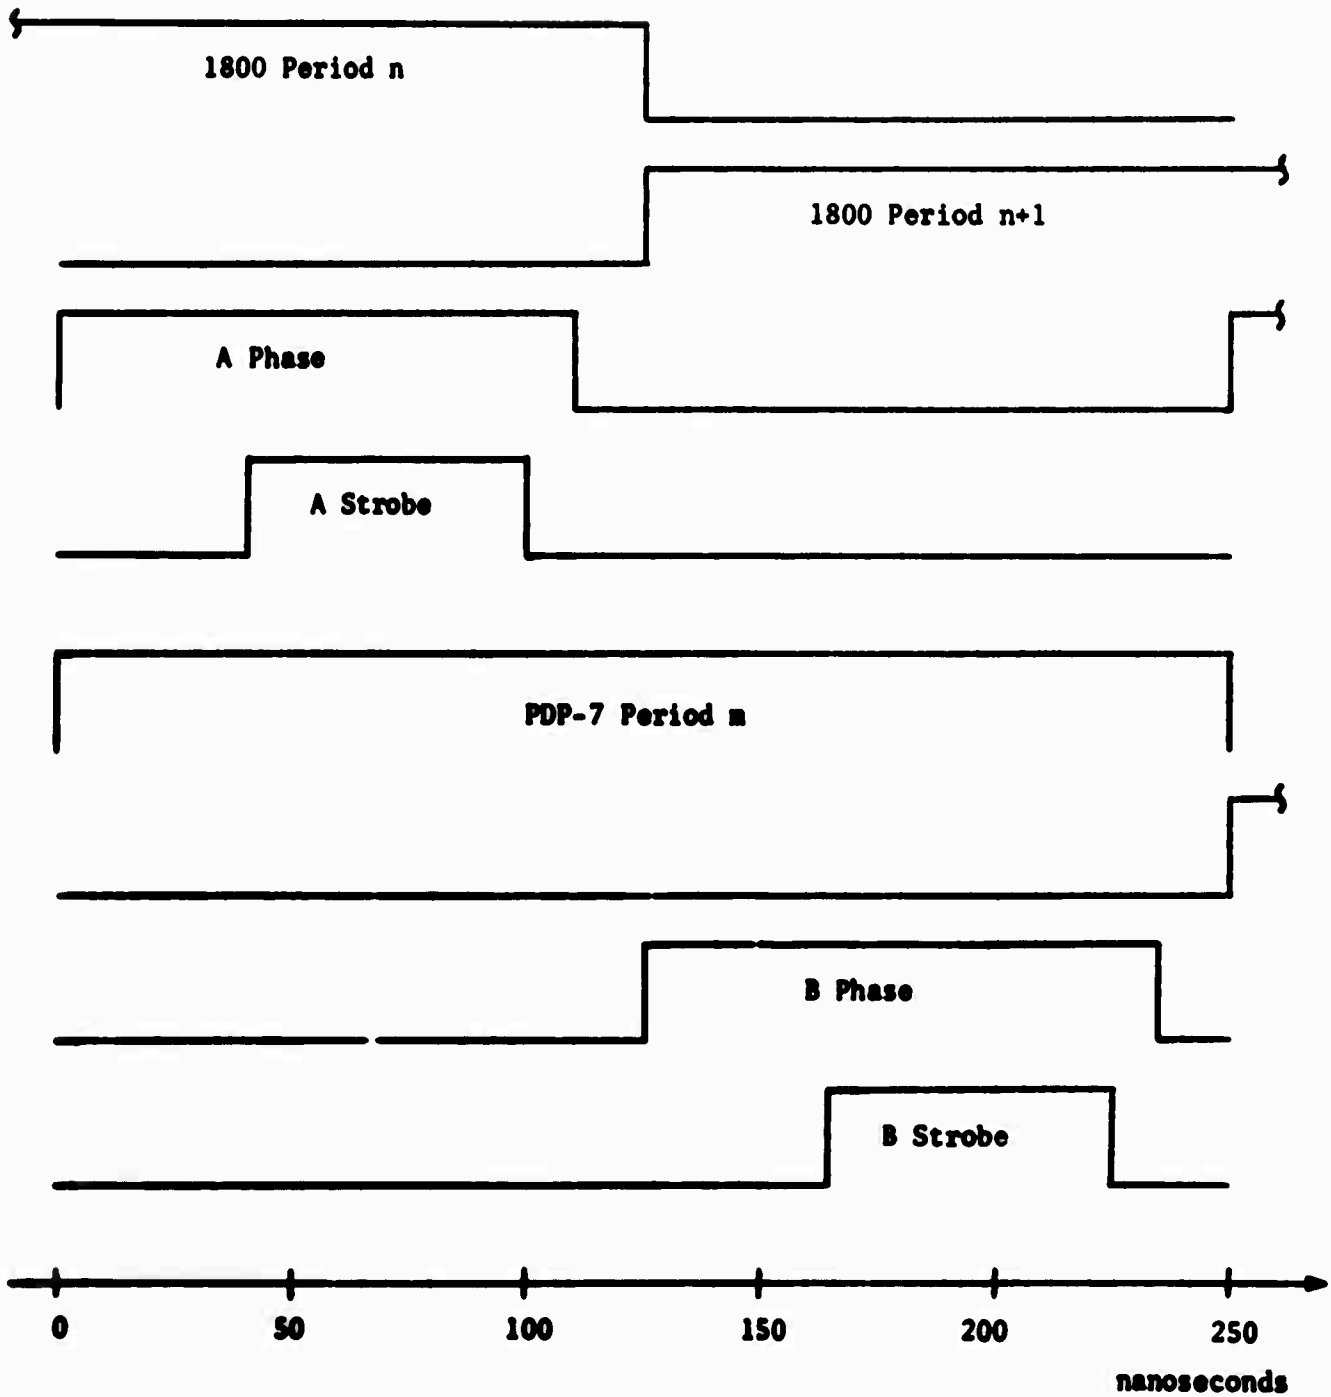 1800 Period n
1800 Period n+1
A Phase
A Strobe
PDP-7 Period m
B Phase
B Strobe
0 50 100 150 200 250
nanoseconds